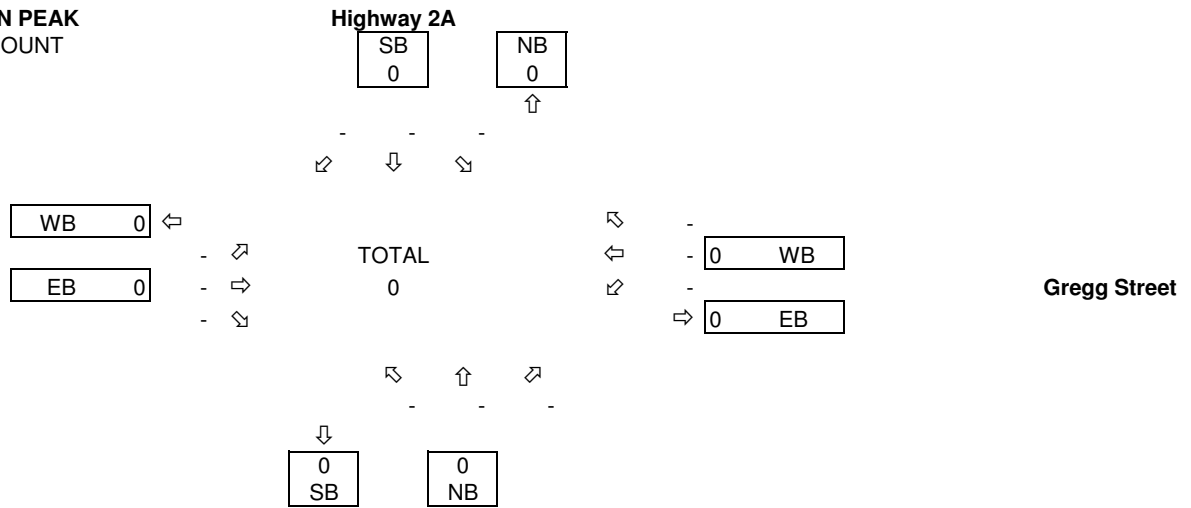 N PEAK Highway 2A
OUNT SB NB
0 0
⇧
- - -
⬃ ⇩ ⬂
WB 0 ⇦ ⬁ -
- ⬀ TOTAL ⇦ - 0 WB
EB 0 - ⇨ 0 ⬃ - Gregg Street
- ⬂ ⇨ 0 EB
⬁ ⇧ ⬀
- - -
⇩
0 0
SB NB